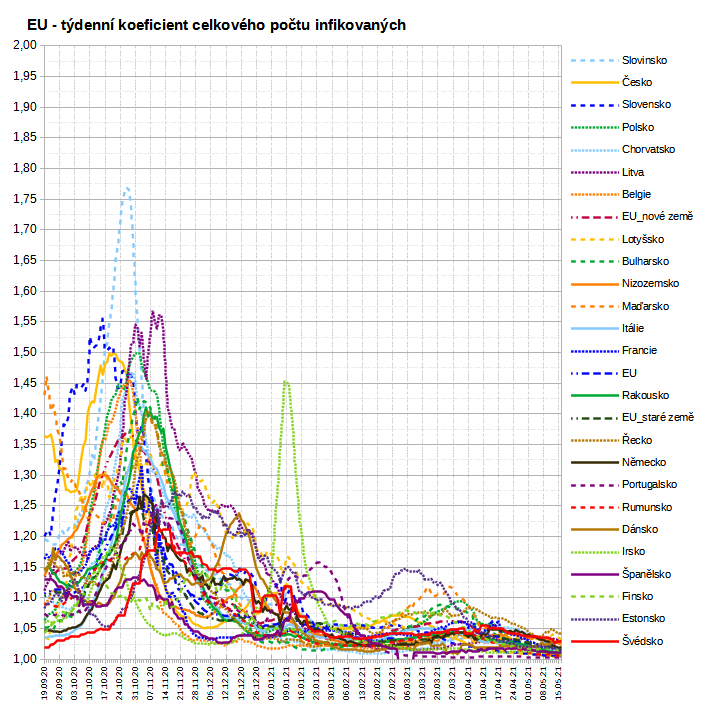 EU - týdenní koeficient celkového počtu infikovaných
2,00
1,95
1,90
1,85
1,80
1,75
1,70
1,65
1,60
1,55
1,50
1,45
1,40
1,35
1,30
1,25
1,20
1,15
1,10
1,05
1,00
19.09.20
26.09.20
03.10.20
10.10.20
17.10.20
24.10.20
31.10.20
07.11.20
14.11.20
21.11.20
28.11.20
05.12.20
12.12.20
19.12.20
26.12.20
02.01.21
09.01.21
16.01.21
23.01.21
30.01.21
06.02.21
13.02.21
20.02.21
27.02.21
06.03.21
13.03.21
20.03.21
27.03.21
03.04.21
10.04.21
17.04.21
24.04.21
01.05.21
08.05.21
15.05.21
Slovinsko
Česko
Slovensko
Polsko
Chorvatsko
Litva
Belgie
EU_nové země
Lotyšsko
Bulharsko
Nizozemsko
Maďarsko
Itálie
Francie
EU
Rakousko
EU_staré země
Řecko
Německo
Portugalsko
Rumunsko
Dánsko
Irsko
Španělsko
Finsko
Estonsko
Švédsko